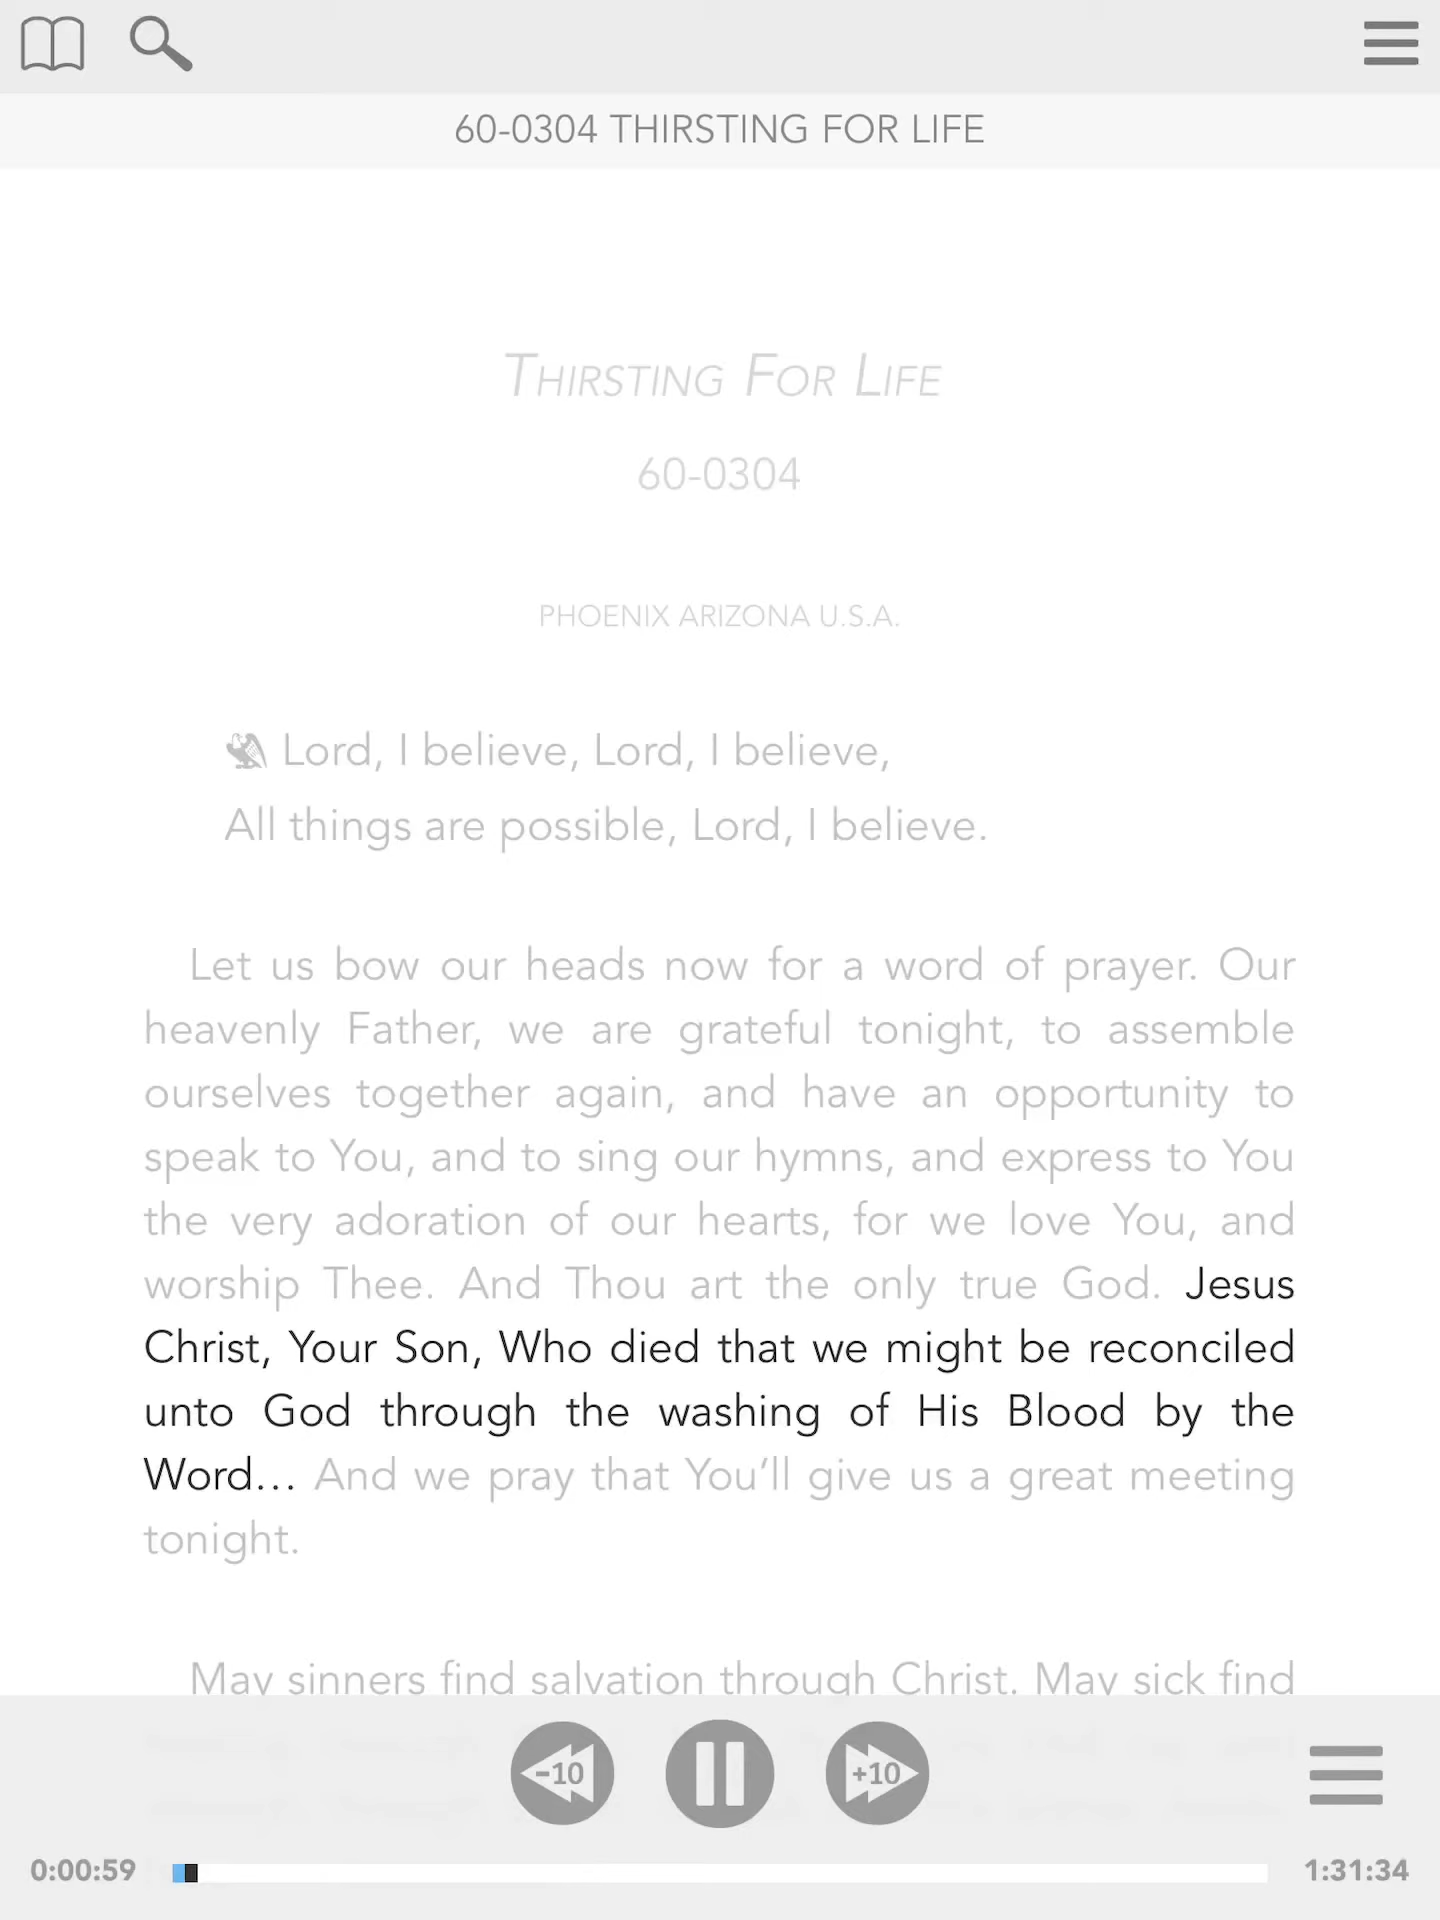 60-0304 THIRSTING FOR LIFE
THIRSTING FOR LIFE
60-0304
PHOENIX ARIZONA U.S.A.
Lord, I believe, Lord, I believe,
All things are possible, Lord, I believe.
Let us bow our heads now for a word of prayer. Our
heavenly Father, we are grateful tonight, to assemble
ourselves together again, and have an opportunity to
speak to You, and to sing our hymns, and express to You
the very adoration of our hearts, for we love You, and
worship Thee. And Thou art the only true God. Jesus
Christ, Your Son, Who died that we might be reconciled
unto God through the washing of His Blood by the
Word… And we pray that You’ll give us a great meeting
tonight.
May sinners find salvation through Christ. May sick find
-10 +10
0:00:59 1:31:34